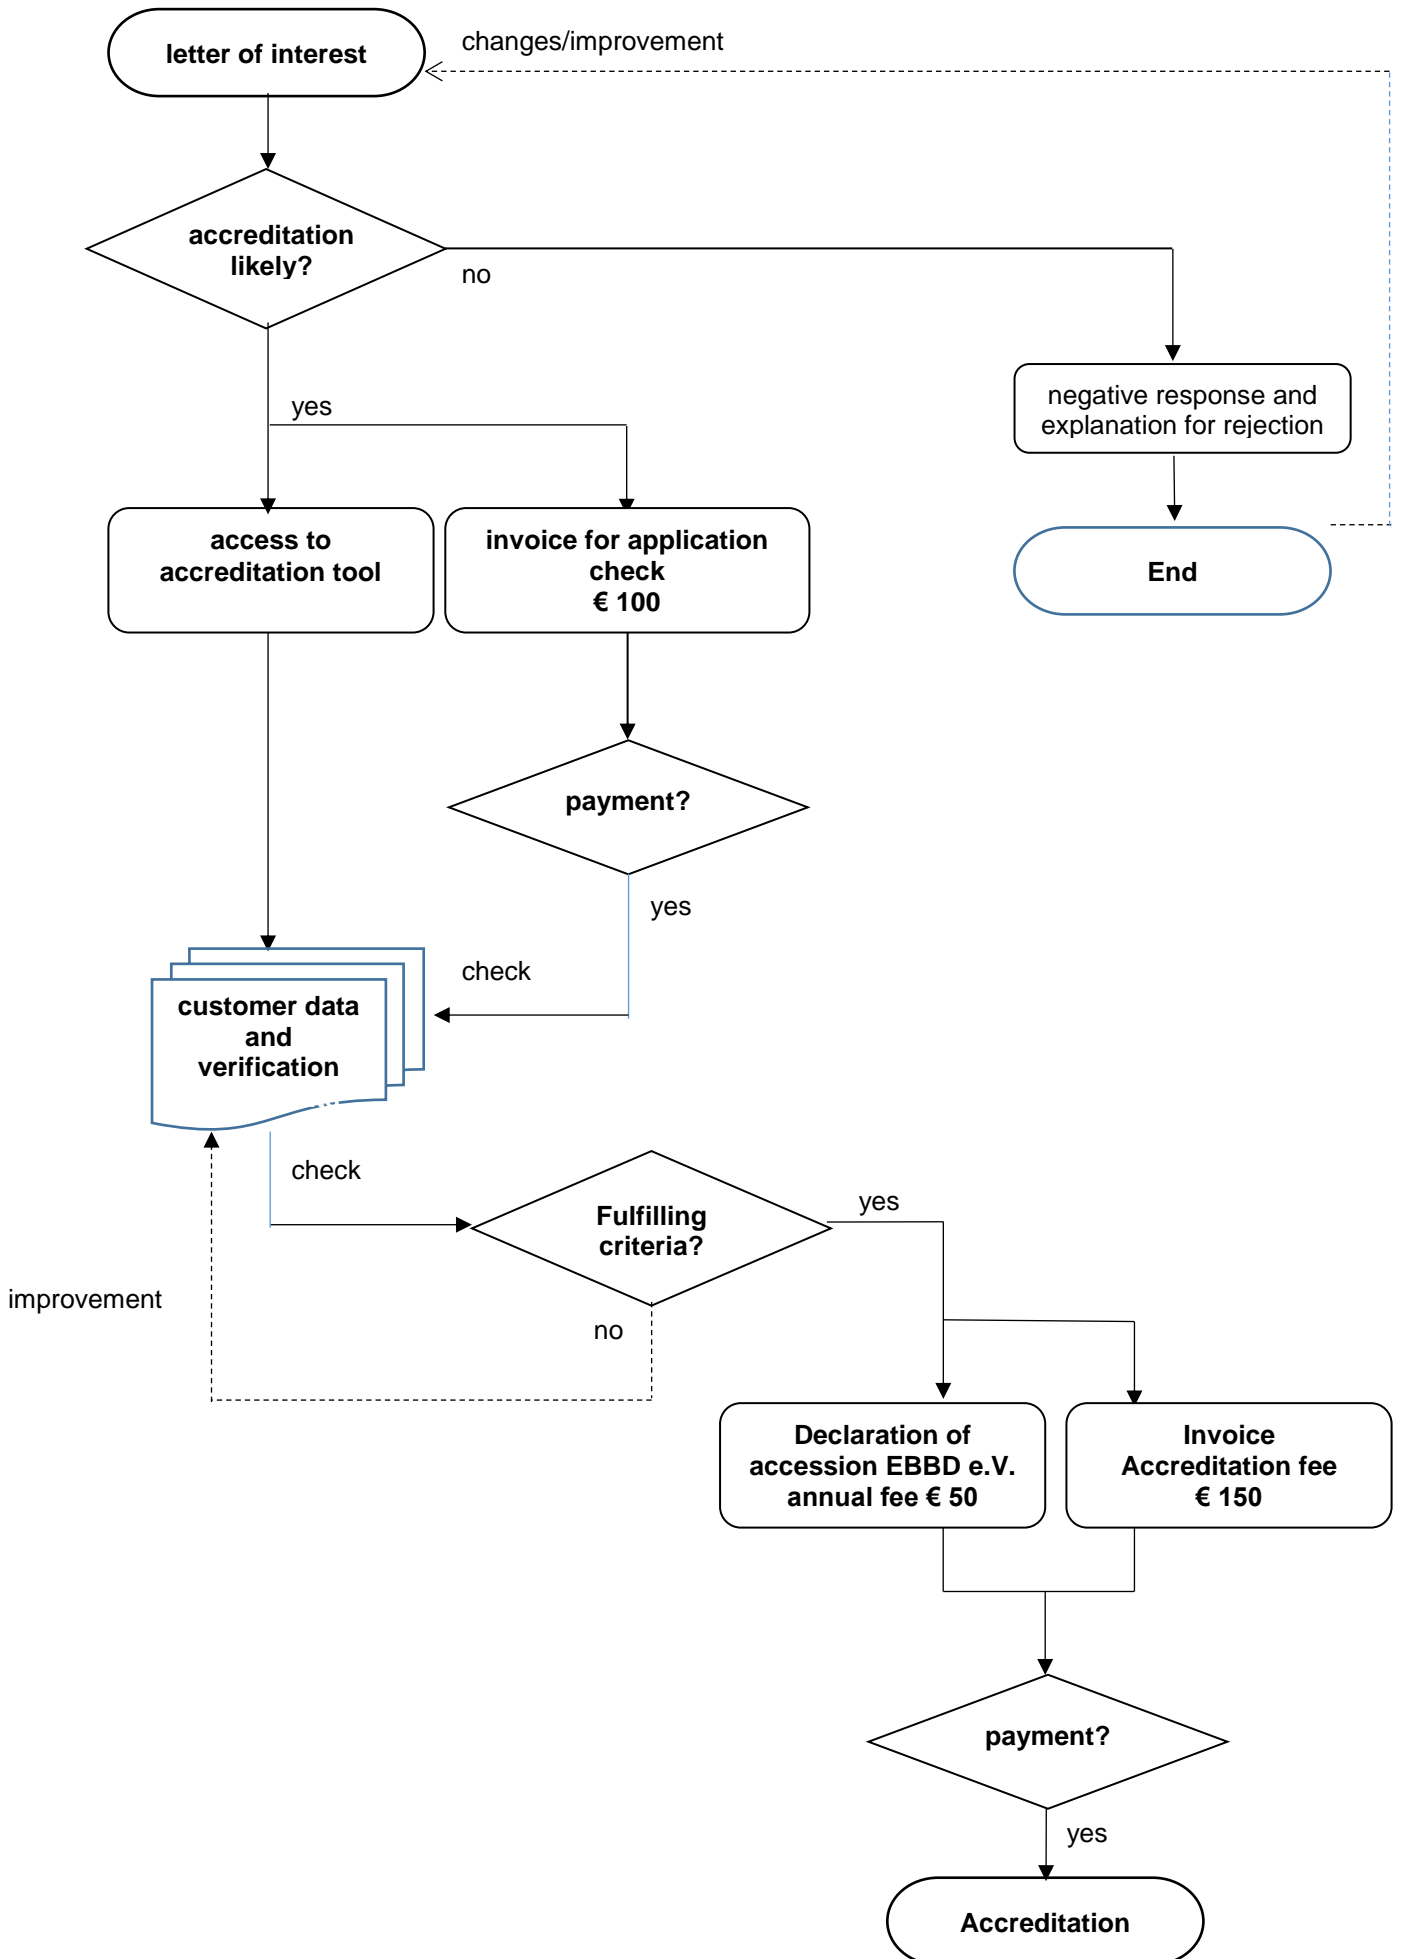 letter of interest
changes/improvement
accreditation
likely?
no
yes
negative response and
explanation for rejection
access to
accreditation tool
invoice for application
check
€ 100
End
payment?
yes
check
customer data
and
verification
check
Fulfilling
criteria?
yes
improvement
no
Declaration of
accession EBBD e.V.
annual fee € 50
Invoice
Accreditation fee
€ 150
payment?
yes
Accreditation